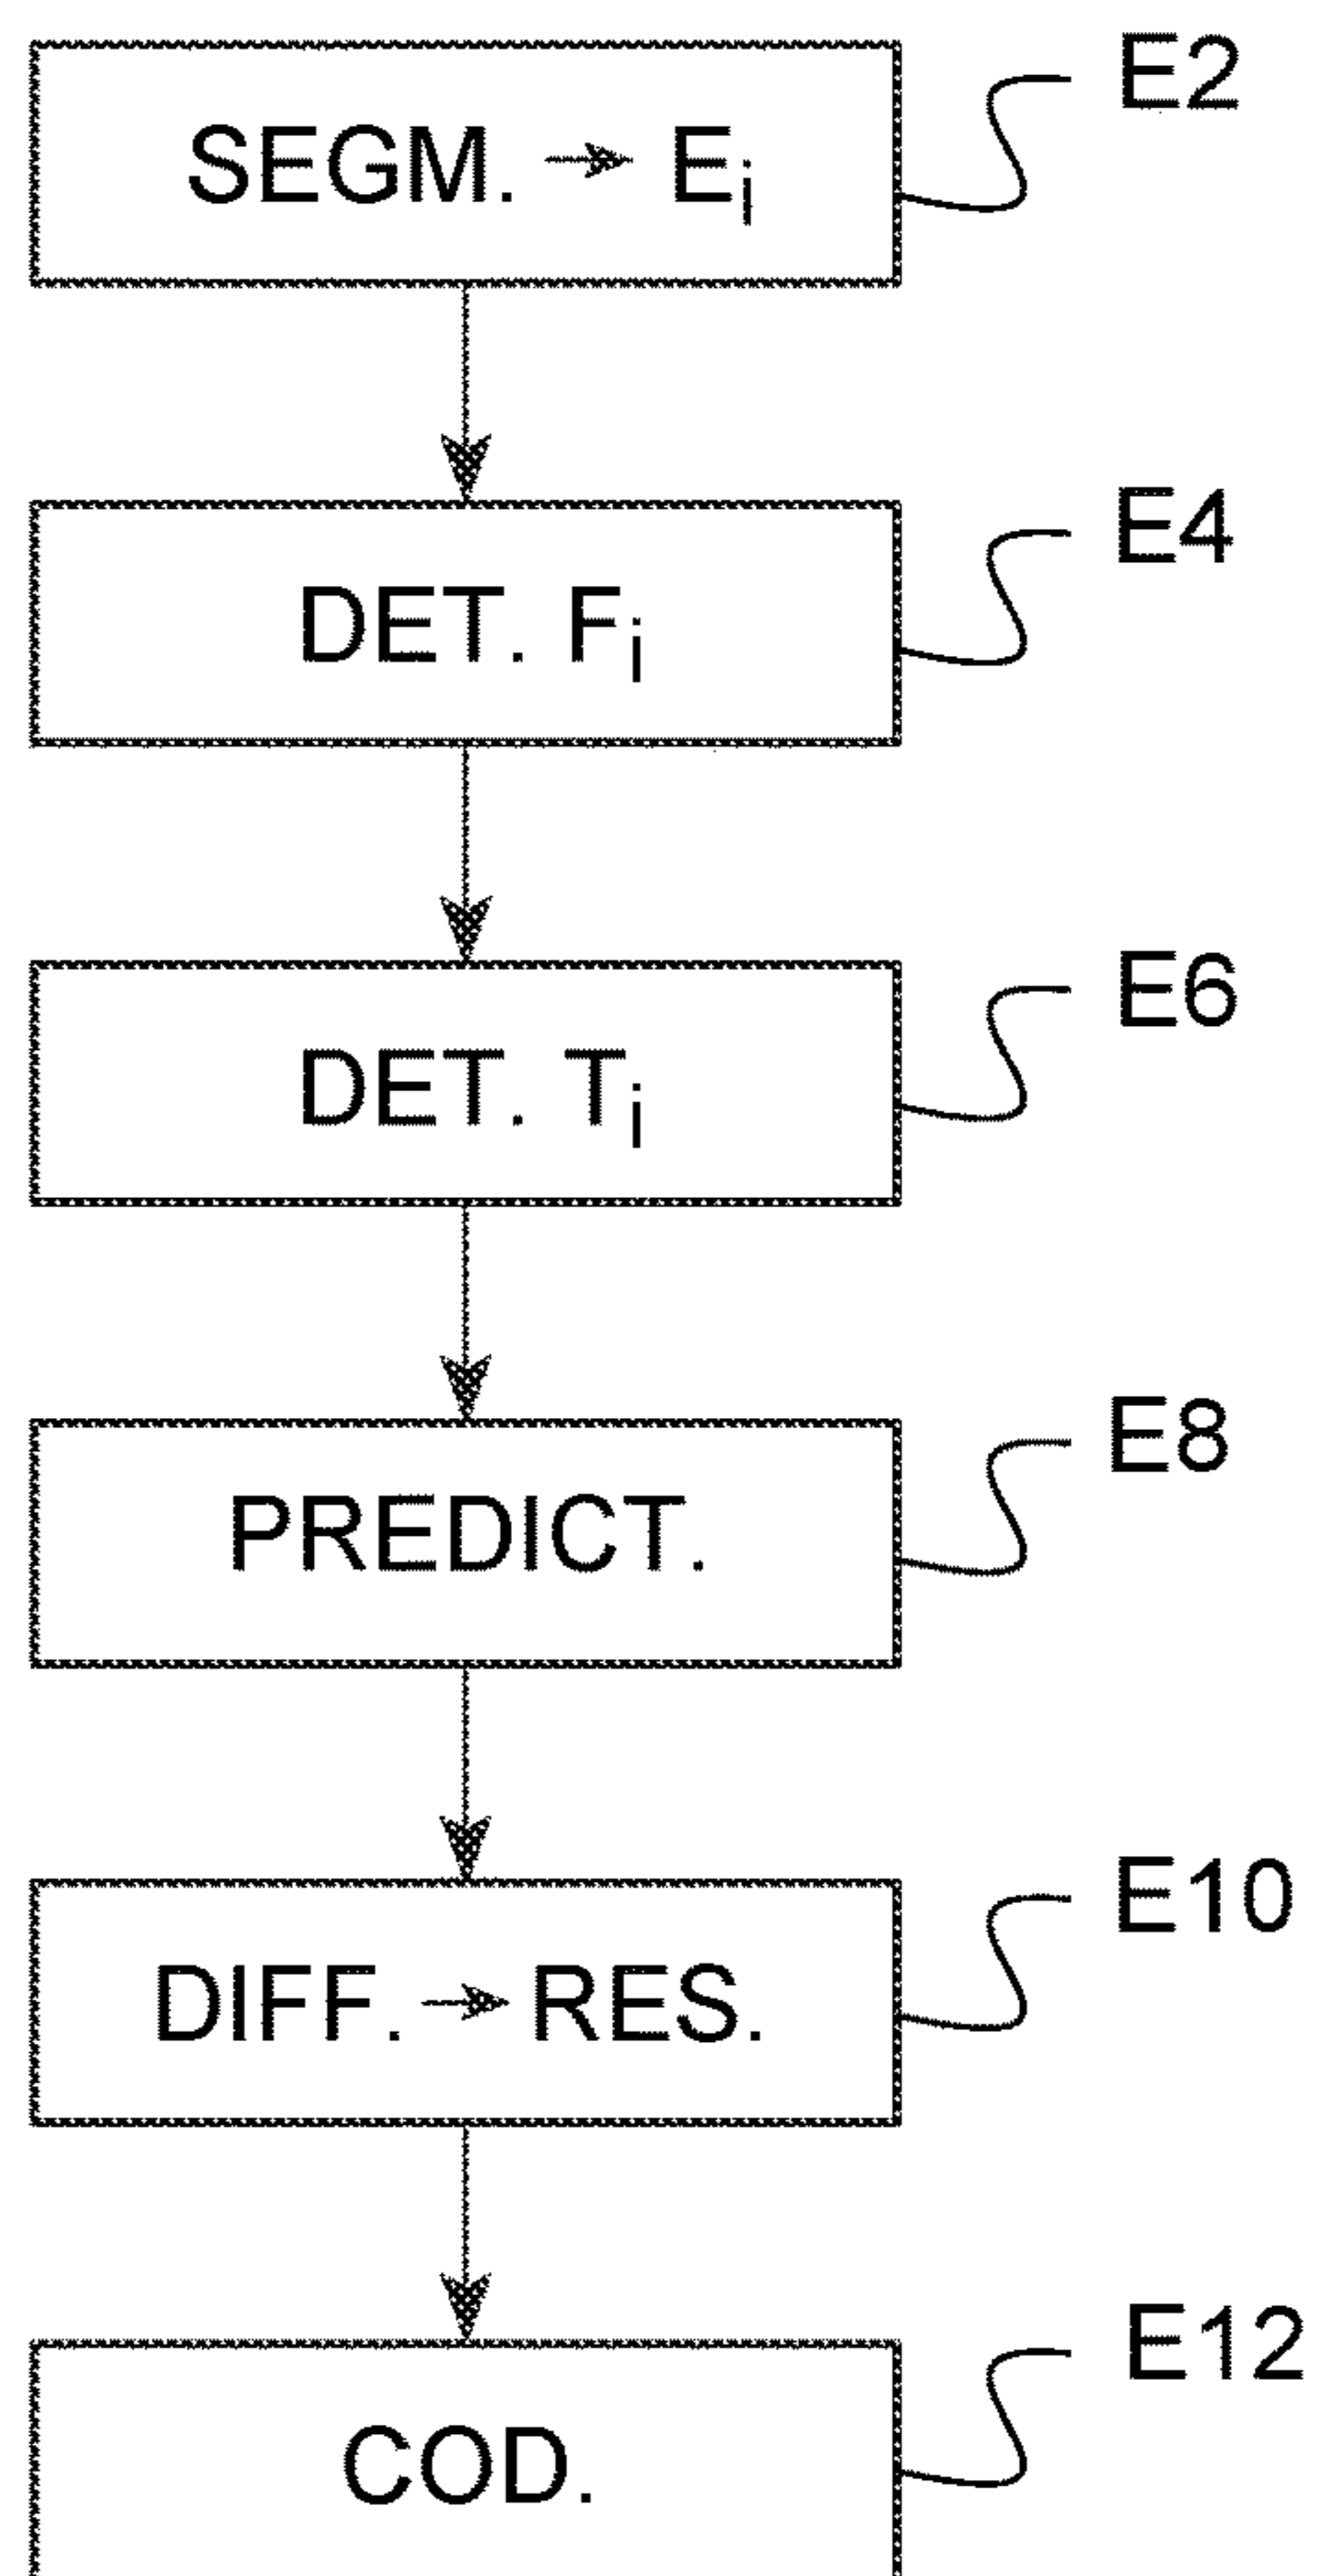 SEGM. → Ei
E2
DET. Fi
E4
DET. Ti
E6
PREDICT.
E8
DIFF. → RES.
E10
COD.
E12